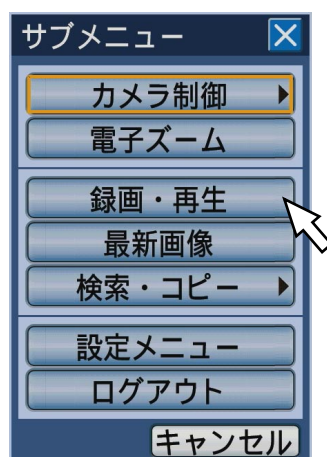 サブメニュー
カメラ制御
電子ズーム
録画・再生
最新画像
検索・コピー
設定メニュー
ログアウト
キャンセル